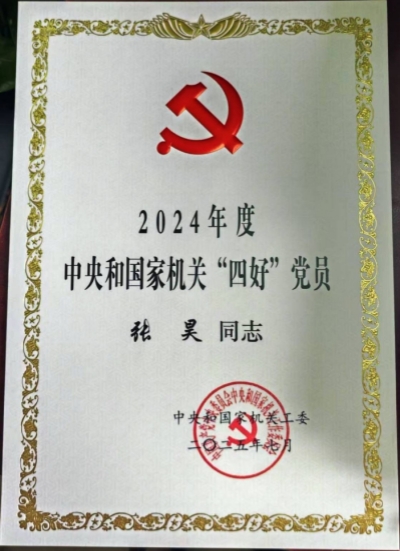 2024年度
中央和国家机关“四好”党员
张 昊 同志
中央和国家机关工委
二〇二五年七月